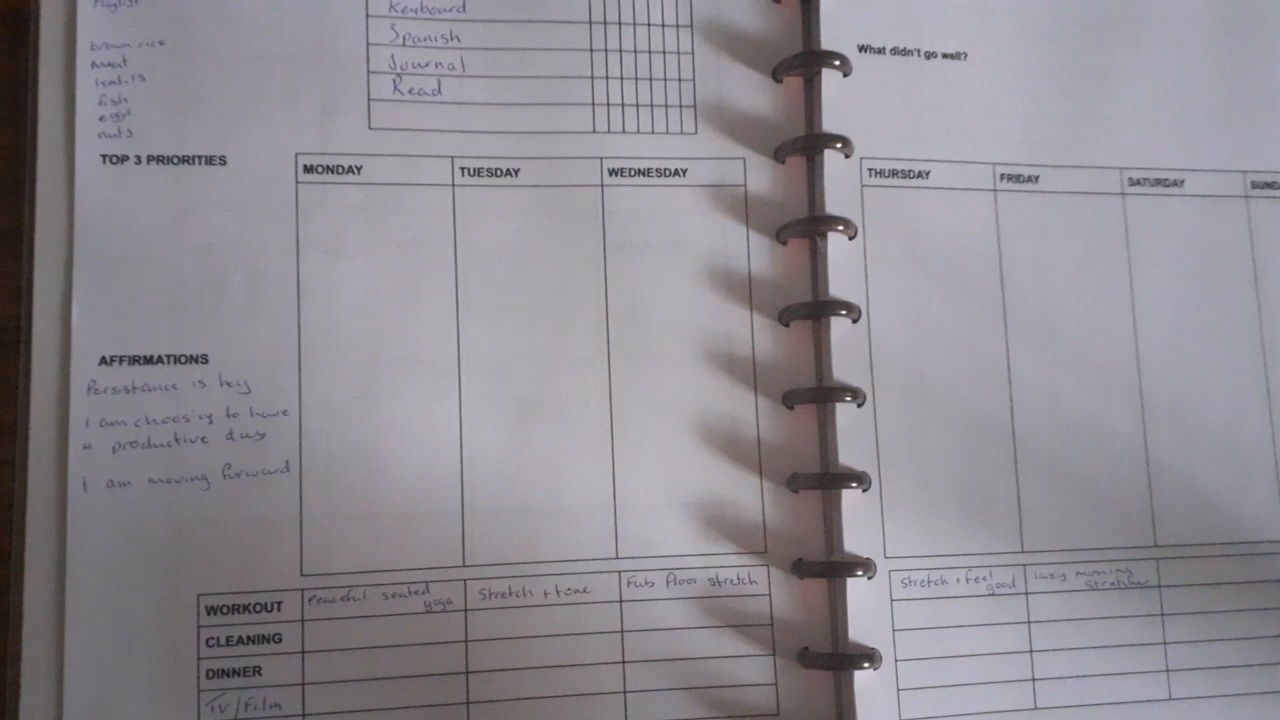 Playlist
brown rice
meat
lentils
fish
eggs
nuts
Keyboard
Spanish
Journal
Read
What didn't go well?
TOP 3 PRIORITIES
MONDAY
TUESDAY
WEDNESDAY
THURSDAY
FRIDAY
SATURDAY
AFFIRMATIONS
Persistance is key
I am choosing to have
a productive day
I am moving forward
WORKOUT
Peaceful seated
yoga
Stretch + tone
Fab floor stretch
Stretch + feel
good
lazy morning
stretches
CLEANING
DINNER
TV/Film